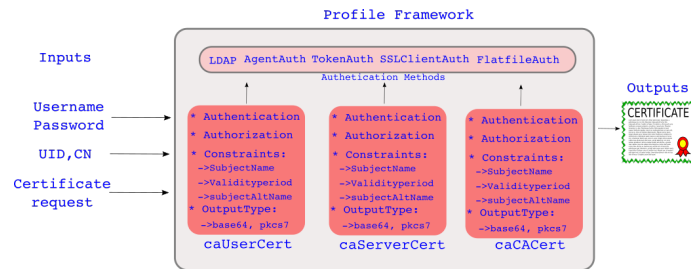 Profile Framework
Inputs
LDAP AgentAuth TokenAuth SSLClientAuth FlatfileAuth
Authetication Methods
Outputs
Username
Password
UID,CN
Certificate
request
* Authentication
* Authorization
* Constraints:
->SubjectName
->Validityperiod
->subjectAltName
* OutputType:
->base64, pkcs7
caUserCert
* Authentication
* Authorization
* Constraints:
->SubjectName
->Validityperiod
->subjectAltName
* OutputType:
->base64, pkcs7
caServerCert
* Authentication
* Authorization
* Constraints:
->SubjectName
->Validityperiod
->subjectAltName
* OutputType:
->base64, pkcs7
caCACert
CERTIFICATE